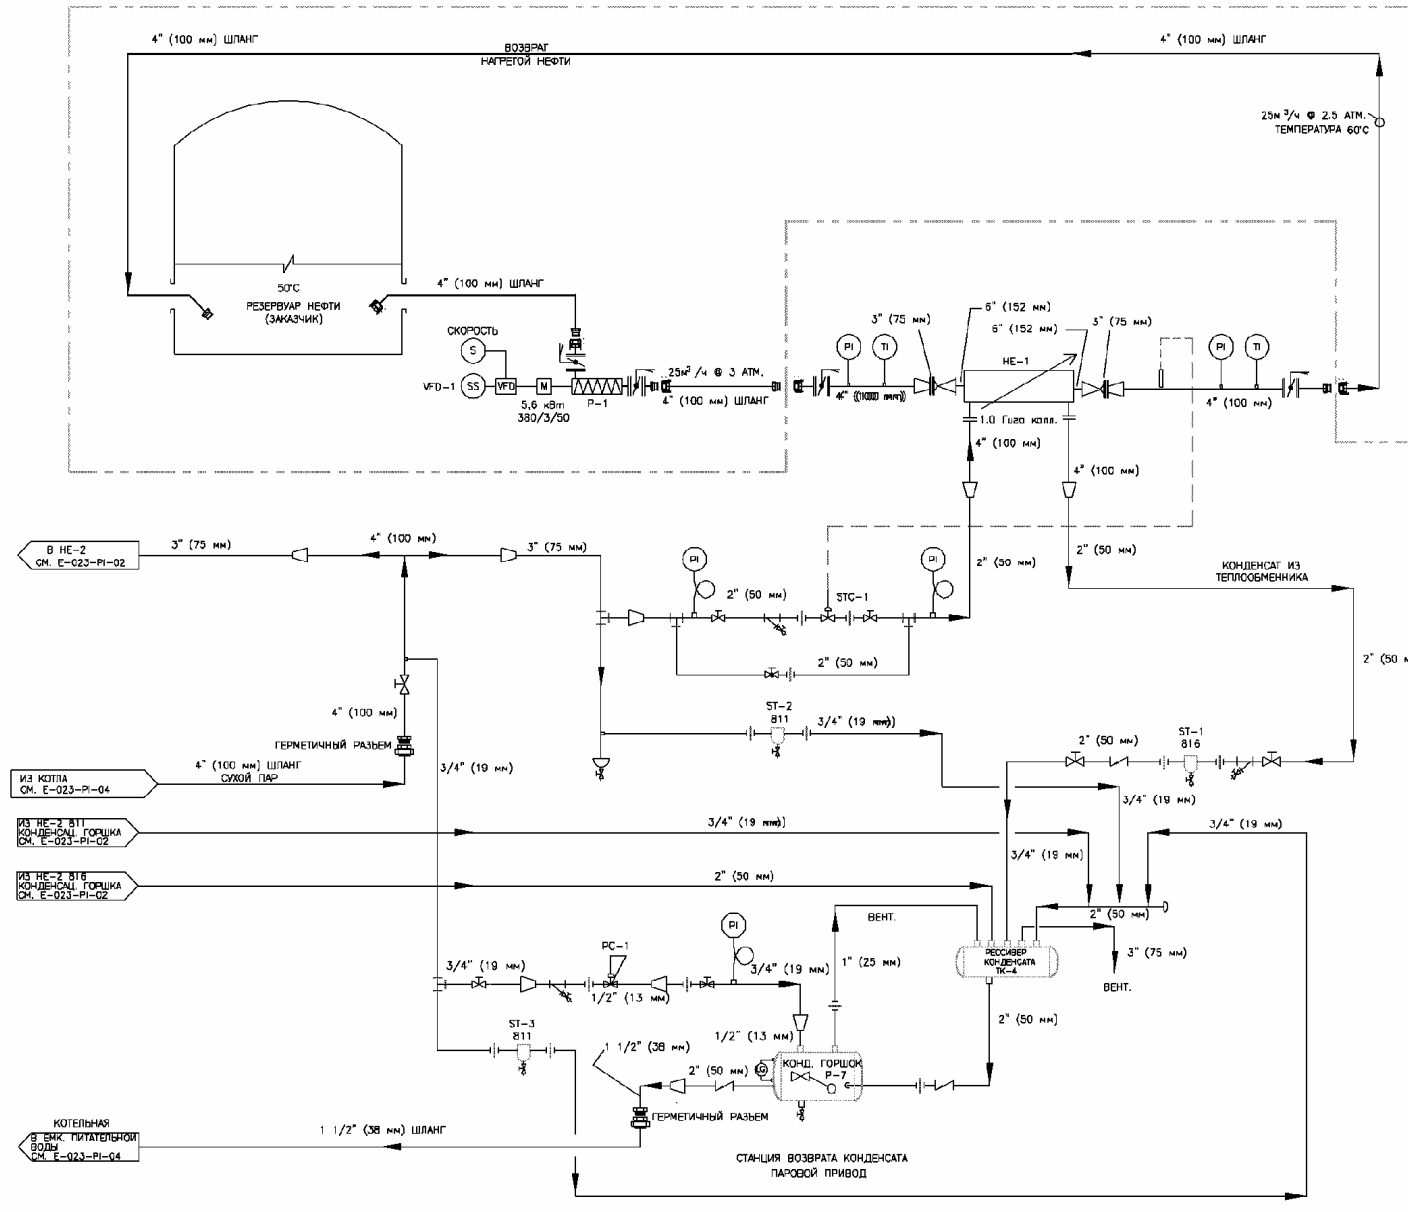 4" (100 мм) ШЛАНГ
ВОЗВРАТ
НАГРЕТОЙ НЕФТИ
4" (100 мм) ШЛАНГ
25м³/ч @ 2.5 АТМ.
ТЕМПЕРАТУРА 60°С
50°С
РЕЗЕРВУАР НЕФТИ
(ЗАКАЗЧИК)
4" (100 мм) ШЛАНГ
СКОРОСТЬ
S
VFD-1
SS
VFD
M
5,6 кВт
380/3/50
P-1
25м³/ч @ 3 АТМ.
4" (100 мм) ШЛАНГ
PI
TI
3" (75 мм)
6" (152 мм)
6" (152 мм)
3" (75 мм)
НЕ-1
PI
TI
4" (100 мм)
1.0 Гига калл.
4" (100 мм)
4" (100 мм)
В НЕ-2
СМ. Е-023-PI-02
3" (75 мм)
4" (100 мм)
3" (75 мм)
PI
PI
2" (50 мм)
STC-1
2" (50 мм)
2" (50 мм)
КОНДЕНСАТ ИЗ
ТЕПЛООБМЕННИКА
2" (50 мм)
2" (50 м
4" (100 мм)
ГЕРМЕТИЧНЫЙ РАЗЬЕМ
ST-2
811
3/4" (19 мм)
ST-1
816
2" (50 мм)
ИЗ КОТЛА
СМ. Е-023-PI-04
4" (100 мм) ШЛАНГ
СУХОЙ ПАР
3/4" (19 мм)
3/4" (19 мм)
ИЗ НЕ-2 811
КОНДЕНСАЦ. ГОРШКА
СМ. Е-023-PI-02
3/4" (19 мм)
3/4" (19 мм)
3/4" (19 мм)
ИЗ НЕ-2 816
КОНДЕНСАЦ. ГОРШКА
СМ. Е-023-PI-02
2" (50 мм)
2" (50 мм)
ВЕНТ.
PI
3/4" (19 мм)
PC-1
1/2" (13 мм)
3/4" (19 мм)
1" (25 мм)
РЕССИВЕР
КОНДЕНСАТА
ТК-4
3" (75 мм)
ВЕНТ.
ST-3
811
1 1/2" (38 мм)
1/2" (13 мм)
2" (50 мм)
2" (50 мм)
LG
КОНД. ГОРШОК
P-7
ГЕРМЕТИЧНЫЙ РАЗЬЕМ
КОТЕЛЬНАЯ
В ЕМК. ПИТАТЕЛЬНОЙ
ВОДЫ
СМ. Е-023-PI-04
1 1/2" (38 мм) ШЛАНГ
СТАНЦИЯ ВОЗВРАТА КОНДЕНСАТА
ПАРОВОЙ ПРИВОД